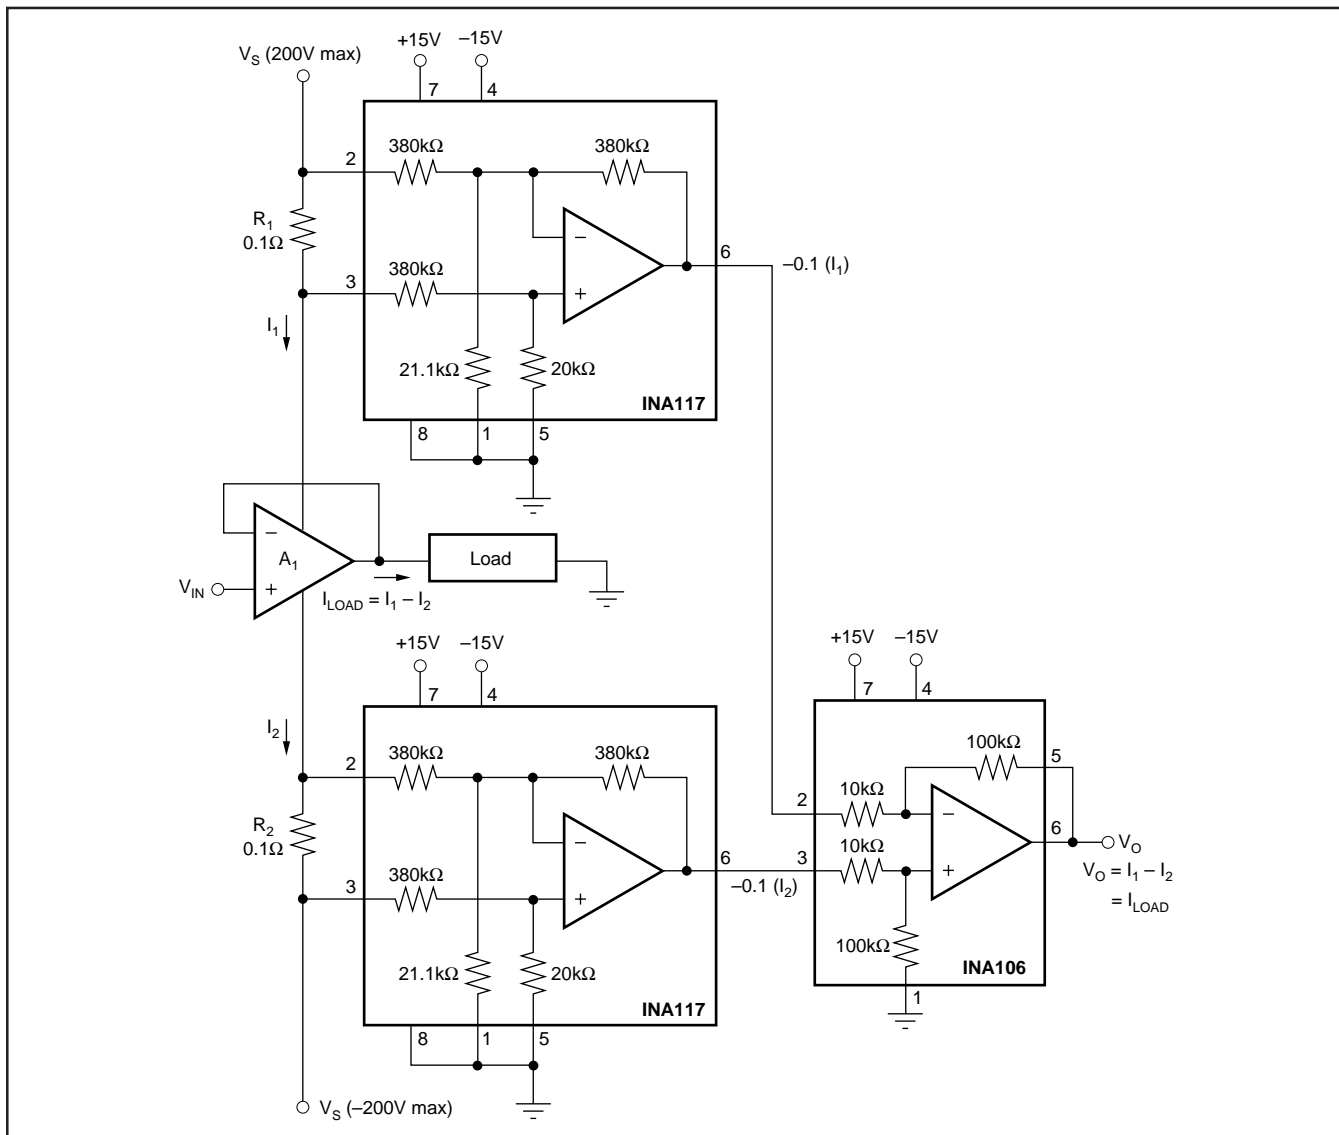 V_S (200V max)
+15V
–15V
7
4
2
380kΩ
380kΩ
R_1
0.1Ω
–
6
–0.1 (I_1)
3
380kΩ
+
I_1
21.1kΩ
20kΩ
INA117
8
1
5
–
A_1
+
V_IN
Load
I_LOAD = I_1 – I_2
+15V
–15V
7
4
I_2
2
380kΩ
380kΩ
R_2
0.1Ω
–
6
–0.1 (I_2)
3
380kΩ
+
21.1kΩ
20kΩ
INA117
8
1
5
V_S (–200V max)
+15V
–15V
7
4
100kΩ
5
2
10kΩ
–
6
V_O
3
10kΩ
+
V_O = I_1 – I_2
= I_LOAD
100kΩ
INA106
1